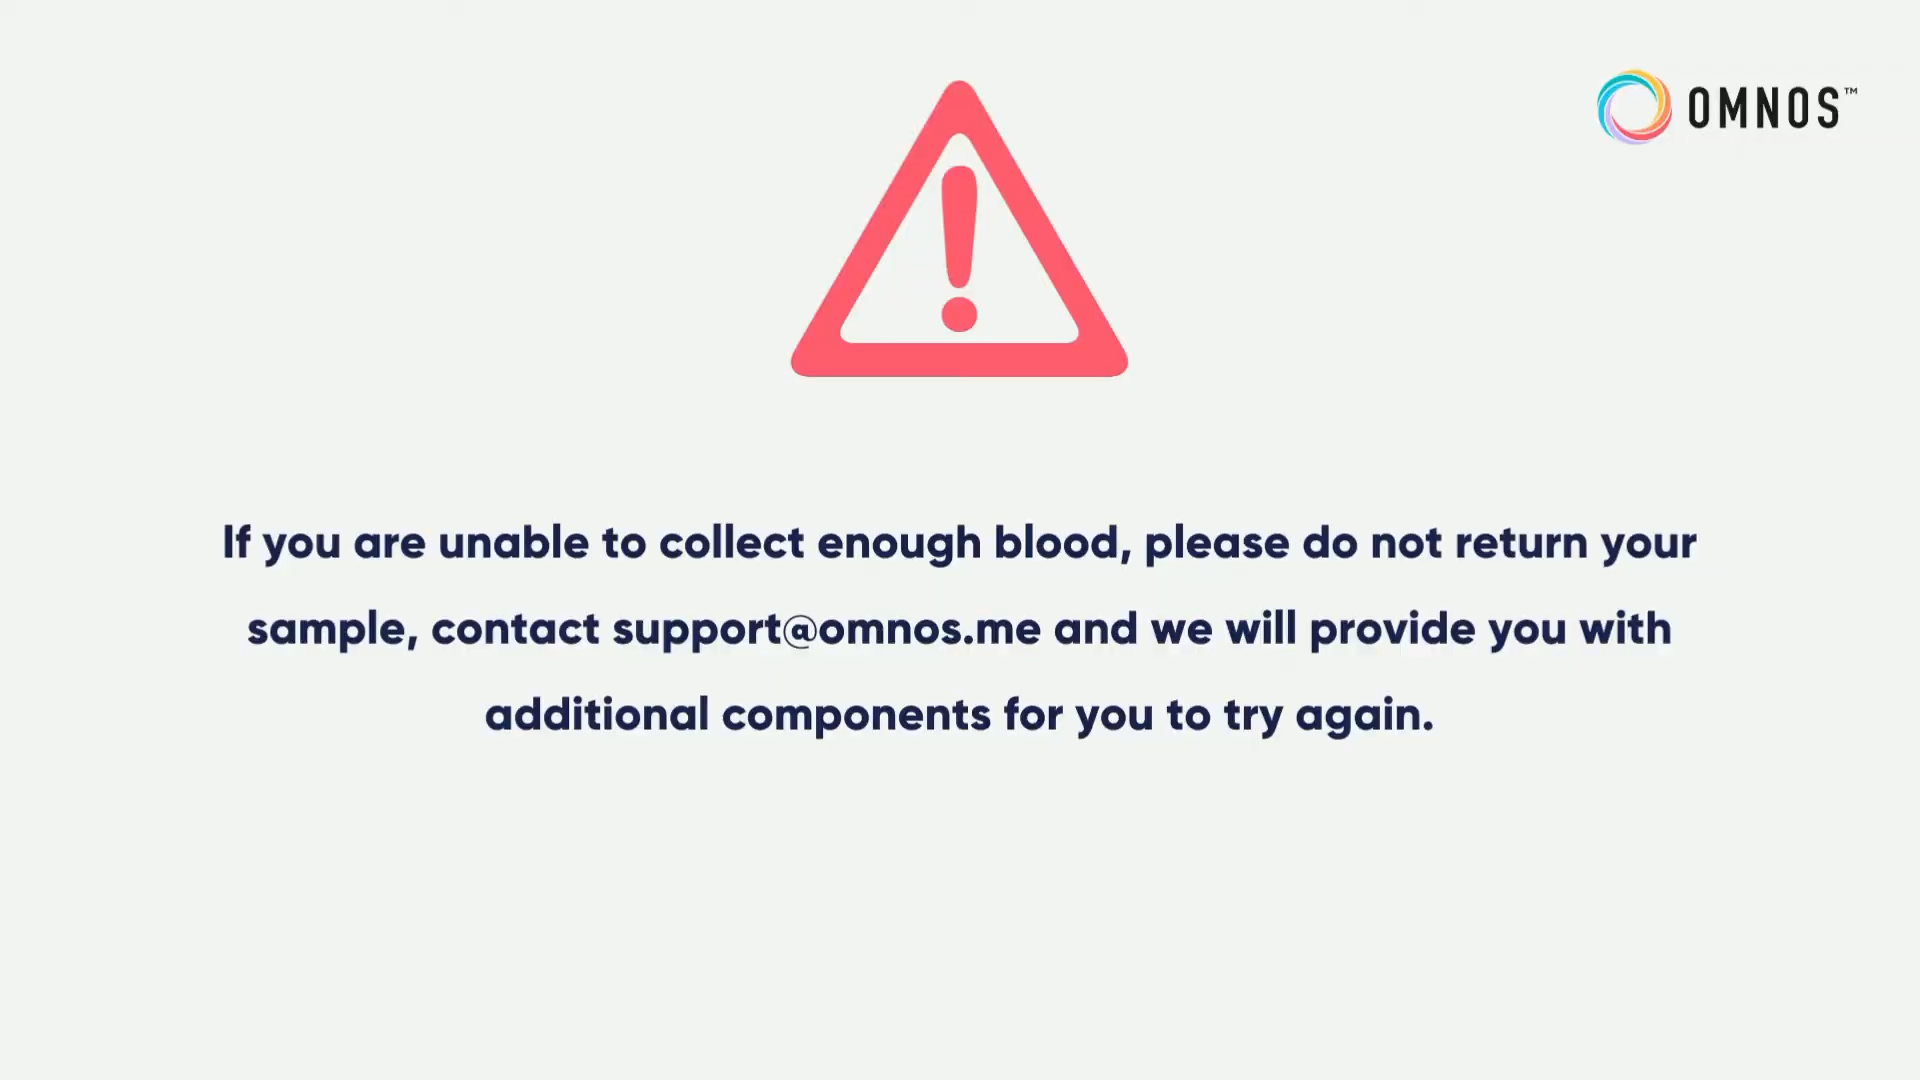 OMNOS™
If you are unable to collect enough blood, please do not return your
sample, contact support@omnos.me and we will provide you with
additional components for you to try again.